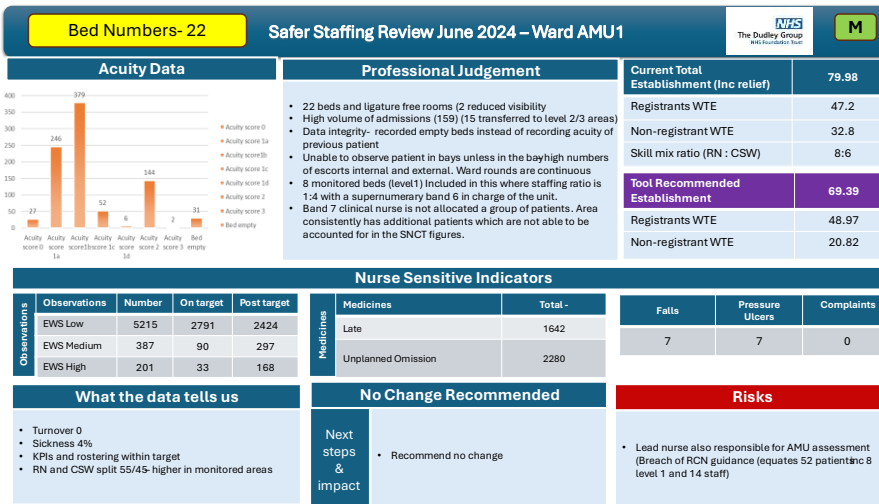 Bed Numbers- 22
Safer Staffing Review June 2024 – Ward AMU1
NHS
The Dudley Group
NHS Foundation Trust
M
Acuity Data
400
350
300
250
200
150
100
50
0
27
246
379
52
6
144
2
31
Acuity score 0
Acuity score 1a
Acuity score1b
Acuity score 1c
Acuity score 1d
Acuity score 2
Acuity score 3
Bed empty
Acuity score 0
Acuity score 1a
Acuity score1b
Acuity score 1c
Acuity score 1d
Acuity score 2
Acuity score 3
Bed empty
Professional Judgement
• 22 beds and ligature free rooms (2 reduced visibility
• High volume of admissions (159) (15 transferred to level 2/3 areas)
• Data integrity- recorded empty beds instead of recording acuity of
previous patient
• Unable to observe patient in bays unless in the bay-high numbers
of escorts internal and external. Ward rounds are continuous
• 8 monitored beds (level1) Included in this where staffing ratio is
1:4 with a supernumerary band 6 in charge of the unit.
• Band 7 clinical nurse is not allocated a group of patients. Area
consistently has additional patients which are not able to be
accounted for in the SNCT figures.
Current Total
Establishment (Inc relief) 79.98
Registrants WTE 47.2
Non-registrant WTE 32.8
Skill mix ratio (RN : CSW) 8:6
Tool Recommended
Establishment 69.39
Registrants WTE 48.97
Non-registrant WTE 20.82
Nurse Sensitive Indicators
Observations
Observations Number On target Post target
EWS Low 5215 2791 2424
EWS Medium 387 90 297
EWS High 201 33 168
Medicines
Medicines Total -
Late 1642
Unplanned Omission 2280
Falls Pressure Ulcers Complaints
7 7 0
What the data tells us
• Turnover 0
• Sickness 4%
• KPIs and rostering within target
• RN and CSW split 55/45- higher in monitored areas
No Change Recommended
Next
steps
&
impact
• Recommend no change
Risks
• Lead nurse also responsible for AMU assessment
(Breach of RCN guidance (equates 52 patients inc 8
level 1 and 14 staff)